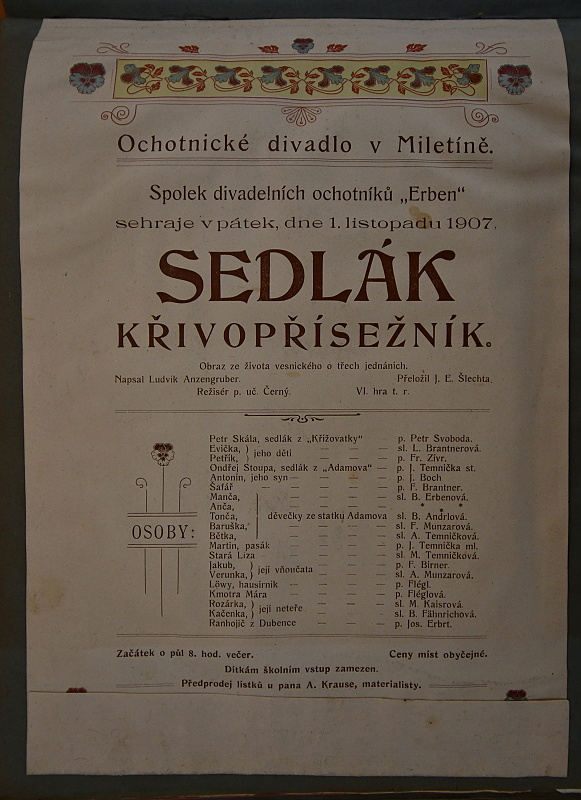 Ochotnické divadlo v Miletíně.
Spolek divadelních ochotníků „Erben“
sehraje v pátek, dne 1. listopadu 1907.
SEDLÁK
KŘIVOPŘÍSEŽNÍK.
Obraz ze života vesnického o třech jednáních.
Napsal Ludvík Anzengruber. Přeložil J. E. Šlechta.
Režisér p. uč. Černý. Vl. hra t. r.
OSOBY:
Petr Skála, sedlák z „Křížovatky“ — p. Petr Svoboda.
Evička, } jeho děti — — — sl. L. Brantnerová.
Petřík, } — — — p. Fr. Zívr.
Ondřej Stoupa, sedlák z „Adamova“ — p. J. Temnička st.
Antonín, jeho syn — — — — p. J. Boch
Šafář — — — — — p. F. Brantner.
Manča, — — — — sl. B. Erbenová.
Anča, — — — — * * *
Tonča, děvečky ze statku Adamova sl. B. Andrlová.
Baruška, — — — — sl. F. Munzarová.
Bětka, — — — — sl. A. Temničková.
Martin, pasák — — — — p. J. Temnička ml.
Stará Líza — — — — sl. M. Temničková.
Jakub, } její vňoučata — — — p. F. Birner.
Verunka, } — — — sl. A. Munzarová.
Löwy, hausírník — — — — p. Flégl.
Kmotra Mára — — — — p. Fléglová.
Rozárka, } její neteře — — — sl. M. Kaisrová.
Kačenka, } — — — sl. B. Fähnrichová.
Ranhojič z Dubence — — — p. Jos. Erbrt.
Začátek o půl 8. hod. večer. Ceny míst obyčejné.
Dítkám školním vstup zamezen.
Předprodej lístků u pana A. Krause, materialisty.